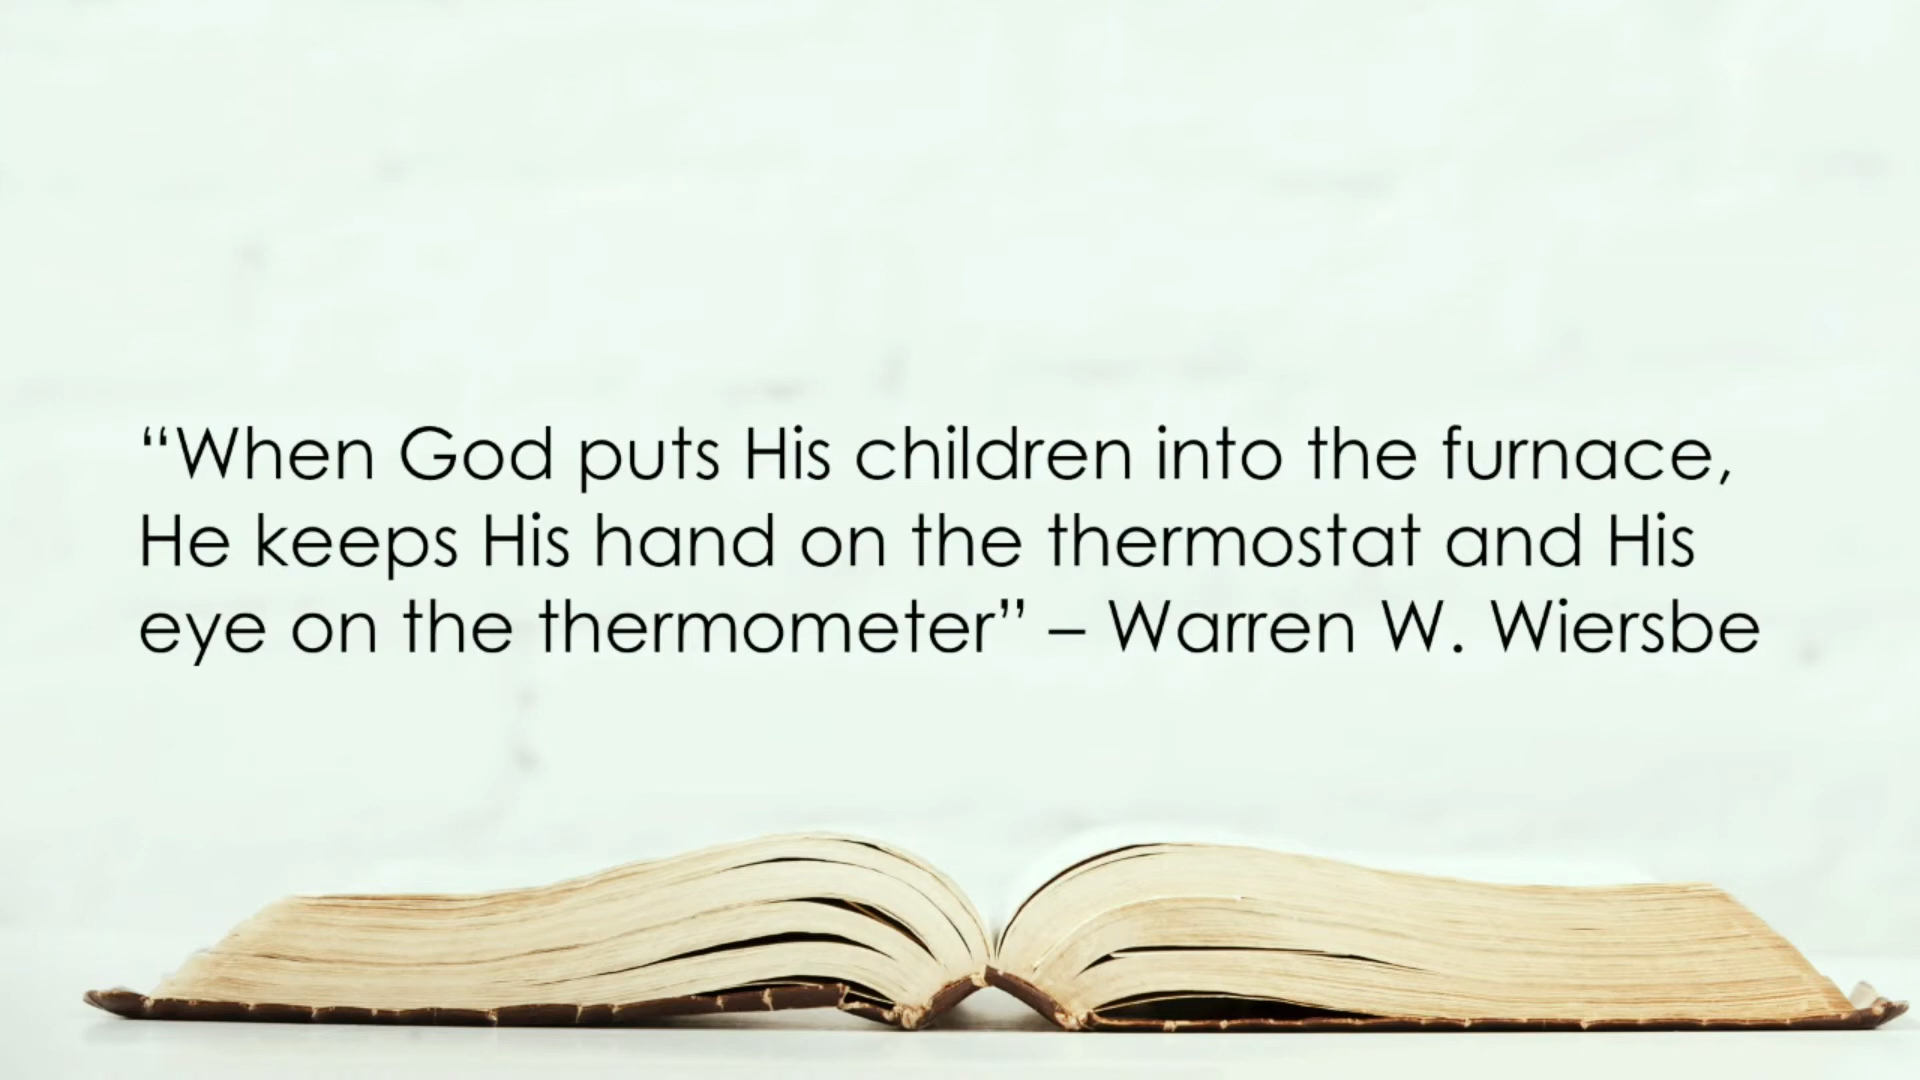 “When God puts His children into the furnace,
He keeps His hand on the thermostat and His
eye on the thermometer” – Warren W. Wiersbe